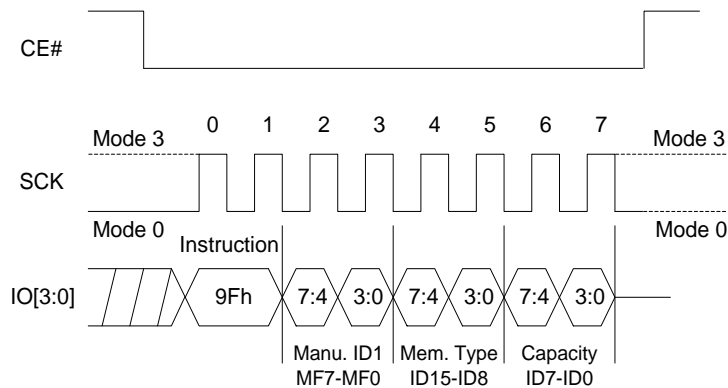 CE#
0 1 2 3 4 5 6 7
Mode 3 Mode 3
SCK
Mode 0 Mode 0
Instruction
IO[3:0] 9Fh 7:4 3:0 7:4 3:0 7:4 3:0
Manu. ID1 Mem. Type Capacity
MF7-MF0 ID15-ID8 ID7-ID0